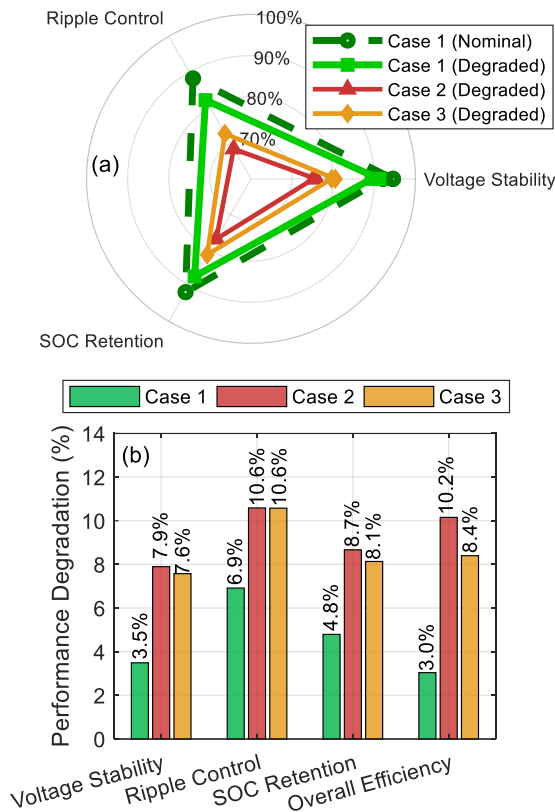 100%
Ripple Control
90%
80%
70%
Case 1 (Nominal)
Case 1 (Degraded)
Case 2 (Degraded)
Case 3 (Degraded)
(a)
Voltage Stability
SOC Retention
Case 1 Case 2 Case 3
(b)
Performance Degradation (%)
14
12
10
8
6
4
2
0
3.5% 7.9% 7.6% 6.9% 10.6% 10.6% 4.8% 8.7% 8.1% 3.0% 10.2% 8.4%
Voltage Stability Ripple Control SOC Retention Overall Efficiency